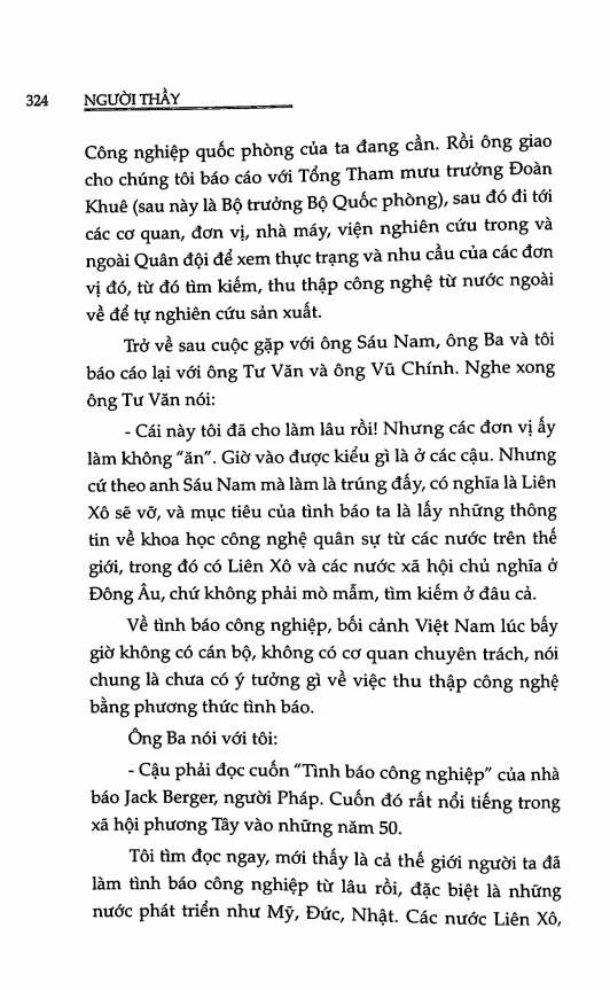 324 NGƯỜI THẦY
Công nghiệp quốc phòng của ta đang cần. Rồi ông giao
cho chúng tôi báo cáo với Tổng Tham mưu trưởng Đoàn
Khuê (sau này là Bộ trưởng Bộ Quốc phòng), sau đó đi tới
các cơ quan, đơn vị, nhà máy, viện nghiên cứu trong và
ngoài Quân đội để xem thực trạng và nhu cầu của các đơn
vị đó, từ đó tìm kiếm, thu thập công nghệ từ nước ngoài
về để tự nghiên cứu sản xuất.
Trở về sau cuộc gặp với ông Sáu Nam, ông Ba và tôi
báo cáo lại với ông Tư Văn và ông Vũ Chính. Nghe xong
ông Tư Văn nói:
- Cái này tôi đã cho làm lâu rồi! Nhưng các đơn vị ấy
làm không "ăn". Giờ vào được kiểu gì là ở các cậu. Nhưng
cứ theo anh Sáu Nam mà làm là trúng đấy, có nghĩa là Liên
Xô sẽ vỡ, và mục tiêu của tình báo ta là lấy những thông
tin về khoa học công nghệ quân sự từ các nước trên thế
giới, trong đó có Liên Xô và các nước xã hội chủ nghĩa ở
Đông Âu, chứ không phải mò mẫm, tìm kiếm ở đâu cả.
Về tình báo công nghiệp, bối cảnh Việt Nam lúc bấy
giờ không có cán bộ, không có cơ quan chuyên trách, nói
chung là chưa có ý tưởng gì về việc thu thập công nghệ
bằng phương thức tình báo.
Ông Ba nói với tôi:
- Cậu phải đọc cuốn "Tình báo công nghiệp" của nhà
báo Jack Berger, người Pháp. Cuốn đó rất nổi tiếng trong
xã hội phương Tây vào những năm 50.
Tôi tìm đọc ngay, mới thấy là cả thế giới người ta đã
làm tình báo công nghiệp từ lâu rồi, đặc biệt là những
nước phát triển như Mỹ, Đức, Nhật. Các nước Liên Xô,